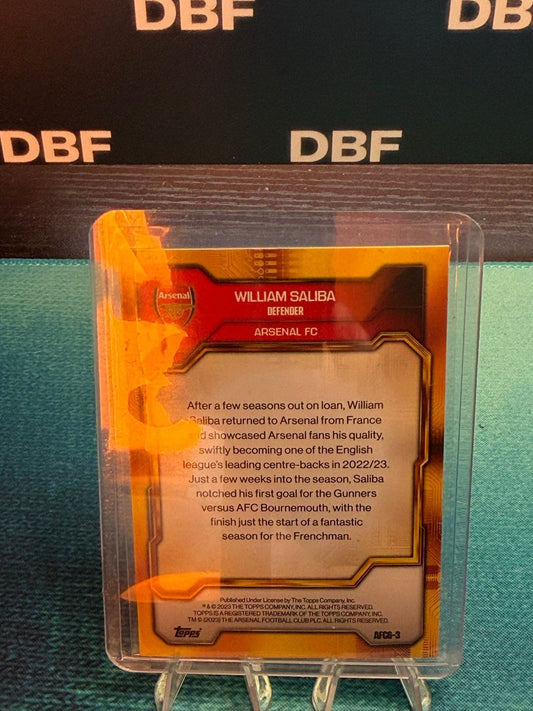 DBF
DBF
DBF
DBF
Arsenal
WILLIAM SALIBA
DEFENDER
ARSENAL FC
After a few seasons out on loan, William
Saliba returned to Arsenal from France
and showcased Arsenal fans his quality,
swiftly becoming one of the English
league's leading centre-backs in 2022/23.
Just a few weeks into the season, Saliba
notched his first goal for the Gunners
versus AFC Bournemouth, with the
finish just the start of a fantastic
season for the Frenchman.
Published Under License by The Topps Company, Inc.
® & © 2023 THE TOPPS COMPANY, INC. ALL RIGHTS RESERVED.
TOPPS IS A REGISTERED TRADEMARK OF THE TOPPS COMPANY, INC.
TM © (2023) THE ARSENAL FOOTBALL CLUB PLC. ALL RIGHTS RESERVED.
Topps
AFCG-3